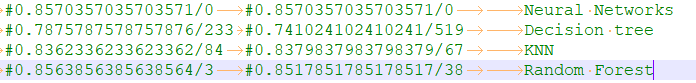 #0.8570357035703571/0 #0.8570357035703571/0 Neural Networks
#0.7875787578757876/233 #0.741024102410241/519 Decision tree
#0.8362336233623362/84 #0.8379837983798379/67 KNN
#0.8563856385638564/3 #0.8517851785178517/38 Random Forest